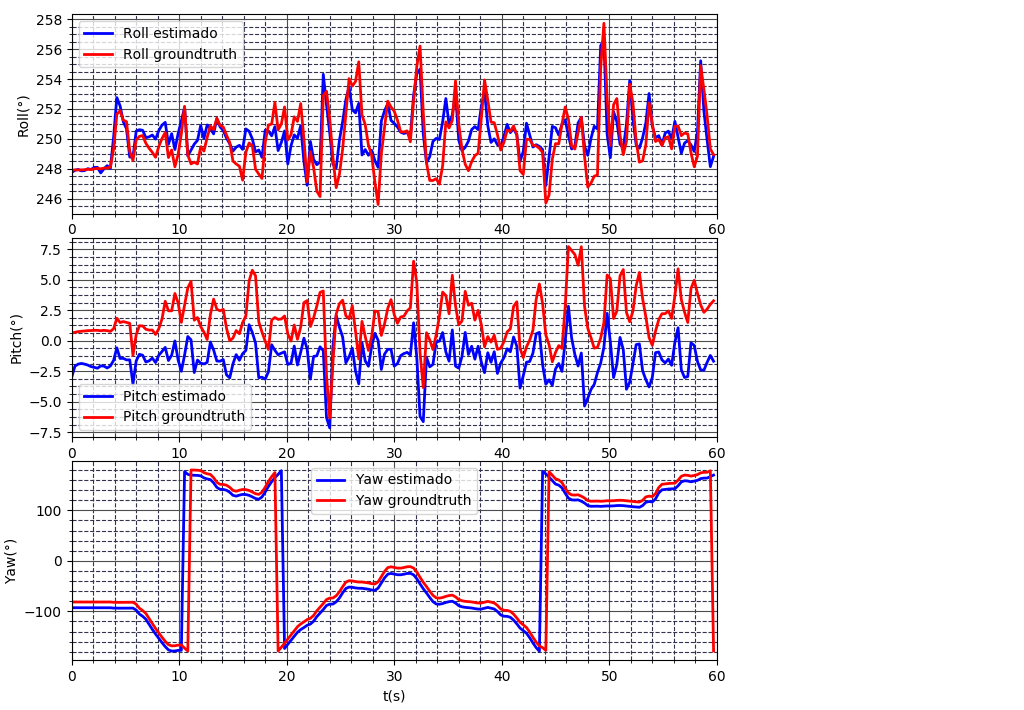 258
256
254
252
250
248
246
Roll(°)
Roll estimado
Roll groundtruth
0 10 20 30 40 50 60
7.5
5.0
2.5
0.0
−2.5
−5.0
−7.5
Pitch(°)
Pitch estimado
Pitch groundtruth
0 10 20 30 40 50 60
100
0
−100
Yaw(°)
Yaw estimado
Yaw groundtruth
0 10 20 30 40 50 60
t(s)